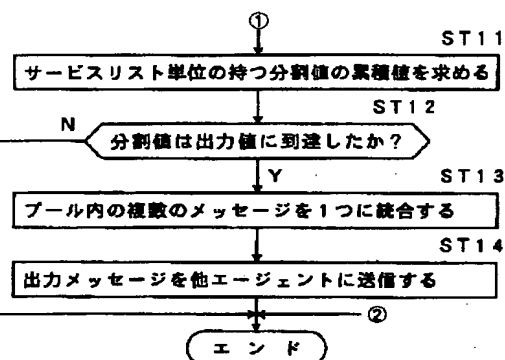 ①
ST11
サービスリスト単位の持つ分割値の累積値を求める
ST12
N
分割値は出力値に到達したか？
Y
ST13
プール内の複数のメッセージを1つに統合する
ST14
出力メッセージを他エージェントに送信する
②
エンド